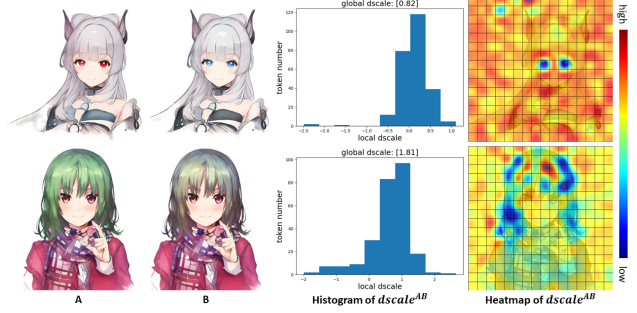 global dscale: [0.82]
token number
120
100
80
60
40
20
0
-2.5 -2.0 -1.5 -1.0 -0.5 0.0 0.5 1.0
local dscale
high
global dscale: [1.81]
token number
100
80
60
40
20
0
-2 -1 0 1 2
local dscale
low
A
B
Histogram of dscale^AB
Heatmap of dscale^AB